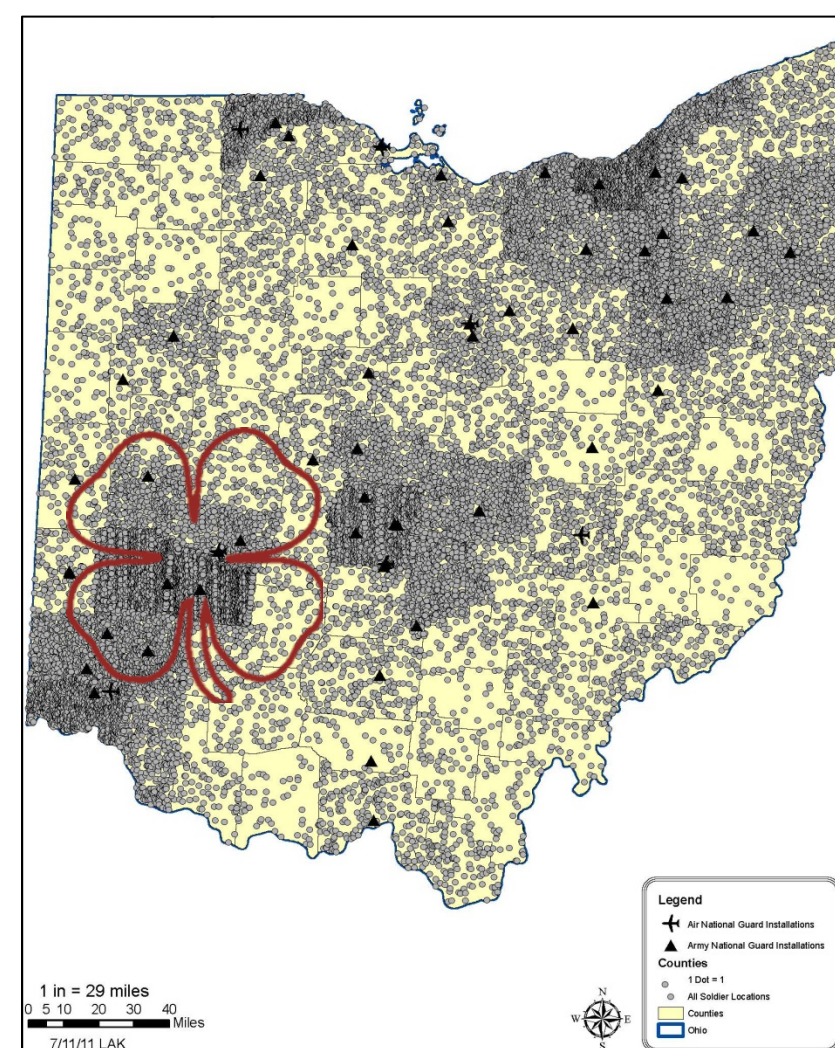 Legend
Air National Guard Installations
Army National Guard Installations
Counties
1 Dot = 1
All Soldier Locations
Counties
Ohio
1 in = 29 miles
0 5 10 20 30 40
Miles
7/11/11 LAK
N
W E
S